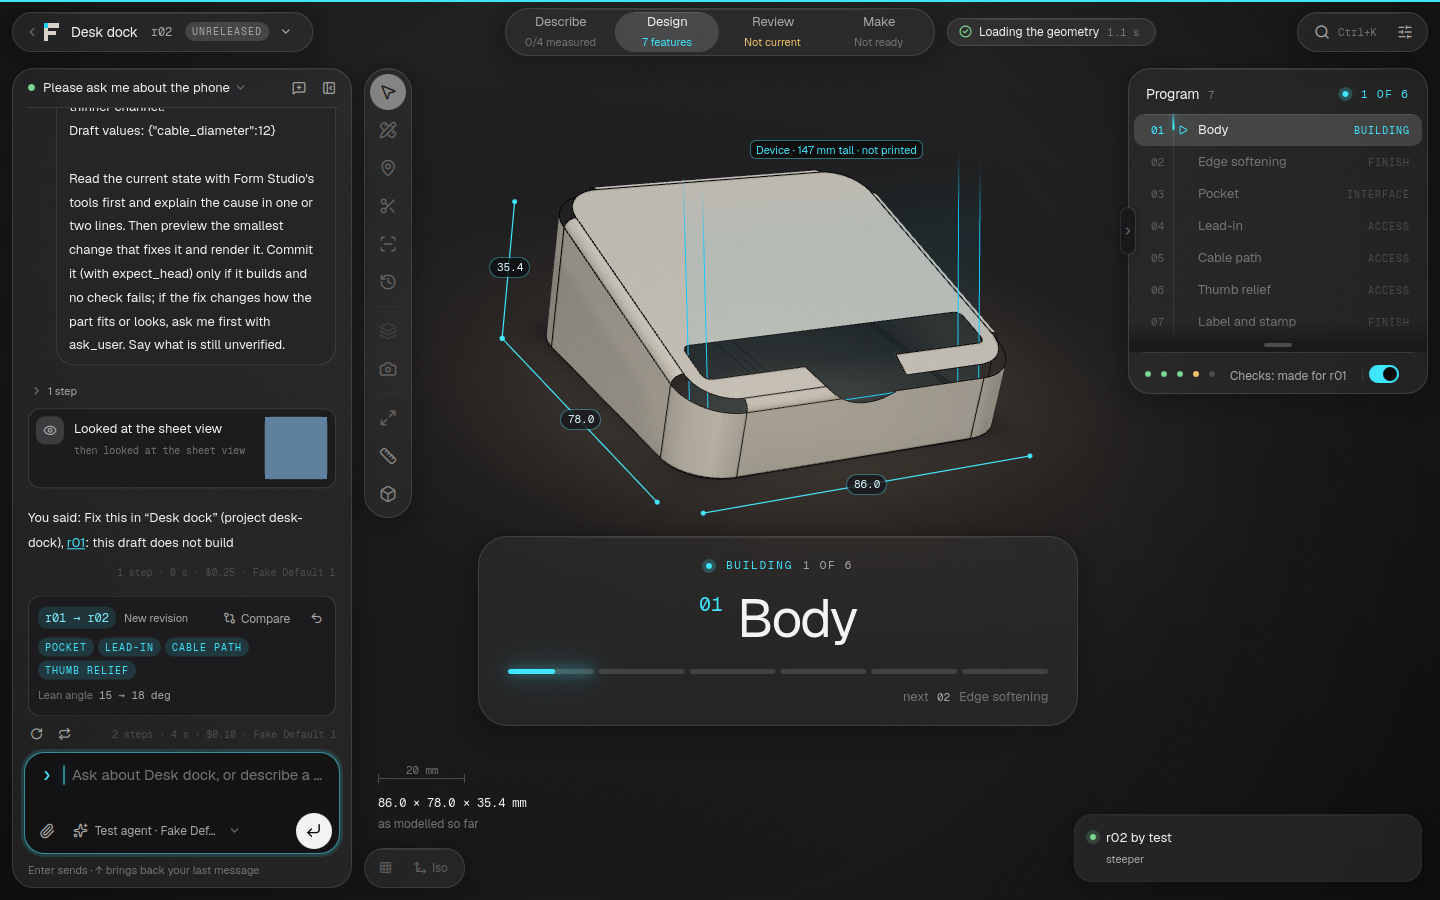 Desk dock r02 UNRELEASED
Describe
0/4 measured
Design
7 features
Review
Not current
Make
Not ready
Loading the geometry 1.1 s
Ctrl+K
Please ask me about the phone
thinner channel.
Draft values: {"cable_diameter":12}
Read the current state with Form Studio's
tools first and explain the cause in one or
two lines. Then preview the smallest
change that fixes it and render it. Commit
it (with expect_head) only if it builds and
no check fails; if the fix changes how the
part fits or looks, ask me first with
ask_user. Say what is still unverified.
1 step
Looked at the sheet view
then looked at the sheet view
You said: Fix this in “Desk dock” (project desk-
dock), r01: this draft does not build
1 step · 0 s · $0.25 · Fake Default 1
r01 → r02 New revision Compare
POCKET LEAD-IN CABLE PATH
THUMB RELIEF
Lean angle 15 → 18 deg
2 steps · 4 s · $0.10 · Fake Default 1
Ask about Desk dock, or describe a ...
Test agent · Fake Def...
Enter sends · ↑ brings back your last message
Device · 147 mm tall · not printed
35.4
78.0
86.0
BUILDING 1 OF 6
01 Body
next 02 Edge softening
20 mm
86.0 × 78.0 × 35.4 mm
as modelled so far
Iso
Program 7 1 OF 6
01 Body BUILDING
02 Edge softening FINISH
03 Pocket INTERFACE
04 Lead-in ACCESS
05 Cable path ACCESS
06 Thumb relief ACCESS
07 Label and stamp FINISH
Checks: made for r01
r02 by test
steeper